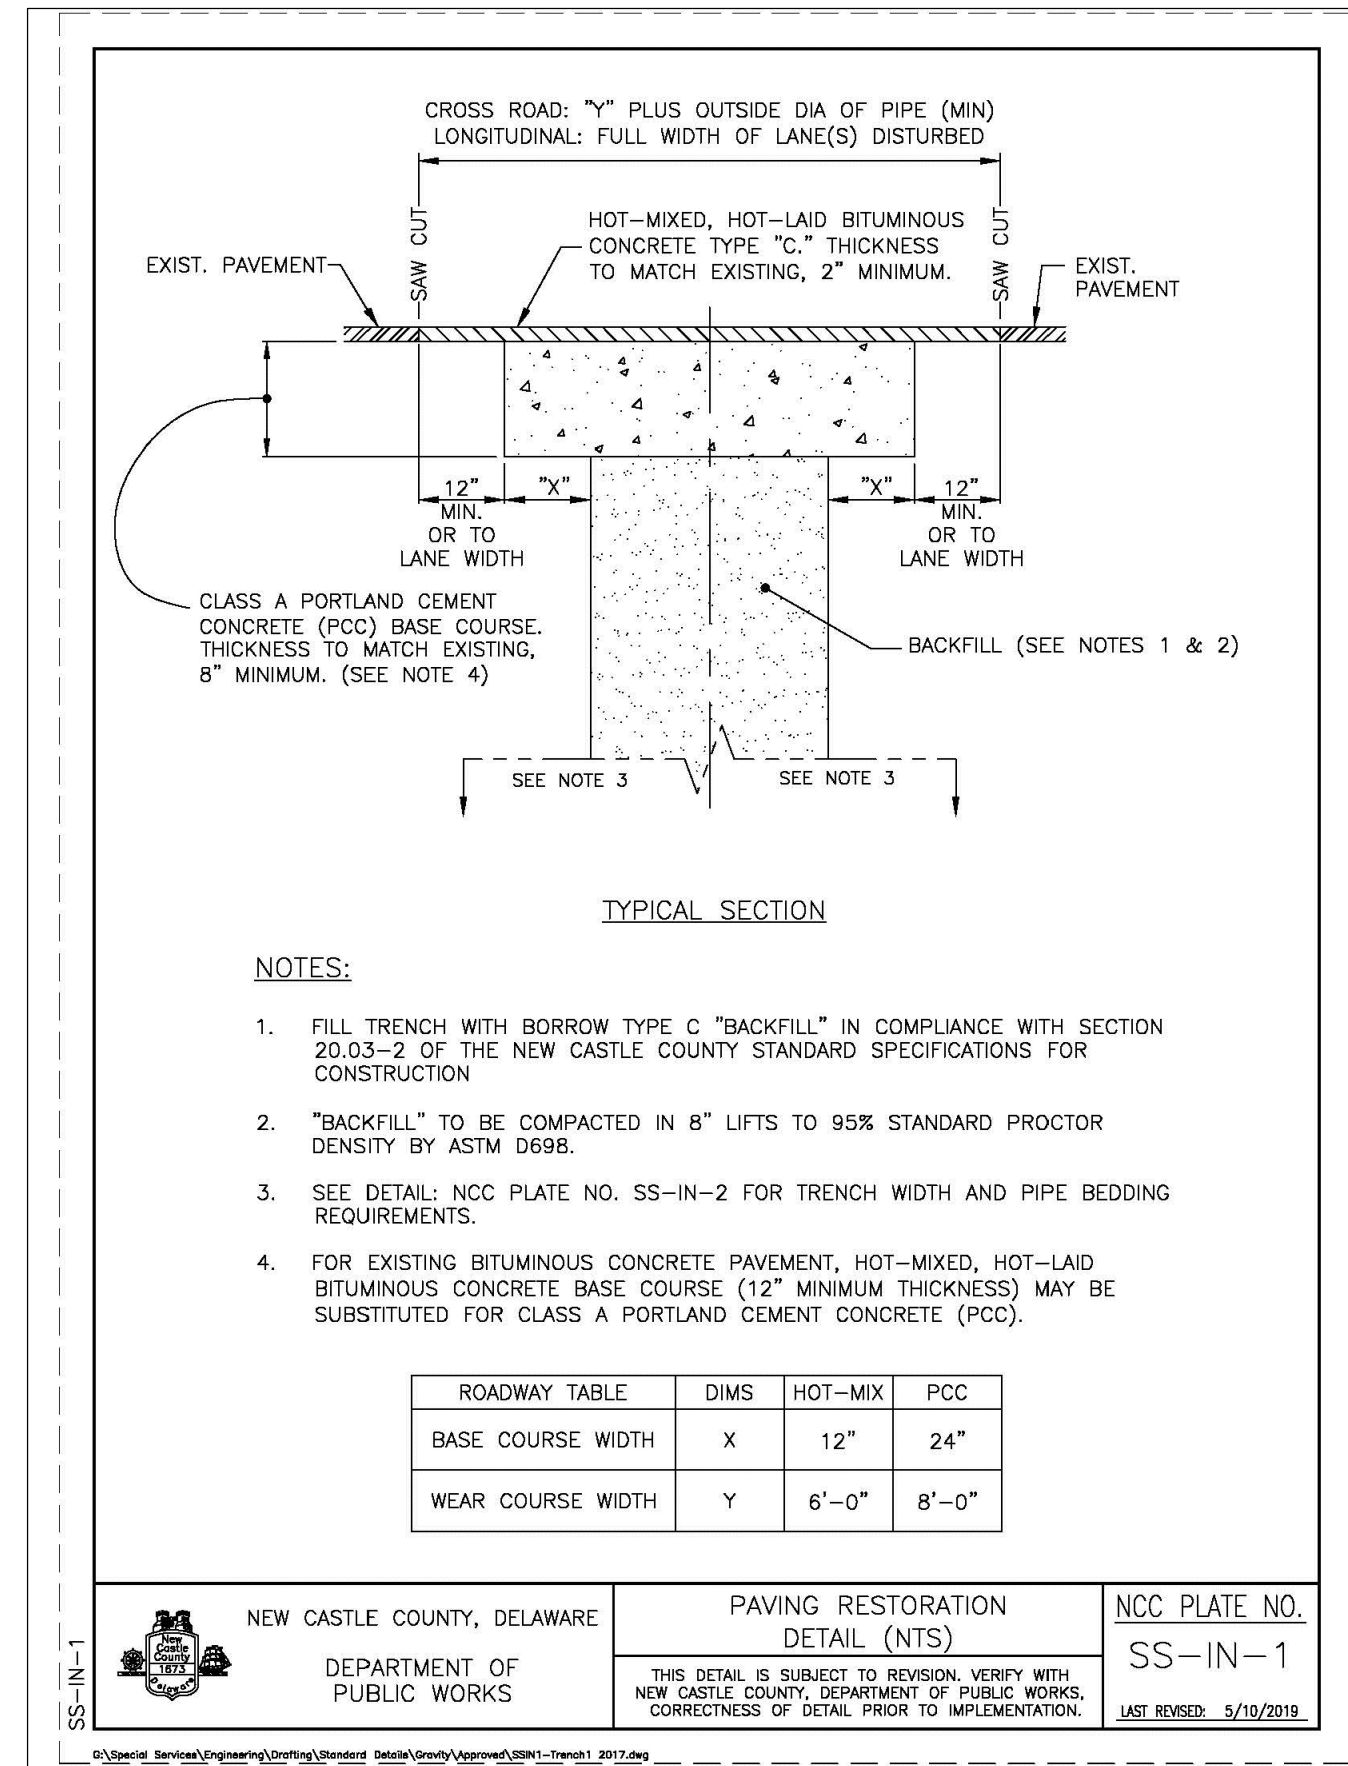 CROSS ROAD: "Y" PLUS OUTSIDE DIA OF PIPE (MIN)
LONGITUDINAL: FULL WIDTH OF LANE(S) DISTURBED
SAW CUT
SAW CUT
HOT-MIXED, HOT-LAID BITUMINOUS
CONCRETE TYPE "C." THICKNESS
TO MATCH EXISTING, 2" MINIMUM.
EXIST. PAVEMENT
EXIST.
PAVEMENT
12"
MIN.
OR TO
LANE WIDTH
"X"
"X"
12"
MIN.
OR TO
LANE WIDTH
CLASS A PORTLAND CEMENT
CONCRETE (PCC) BASE COURSE.
THICKNESS TO MATCH EXISTING,
8" MINIMUM. (SEE NOTE 4)
BACKFILL (SEE NOTES 1 & 2)
SEE NOTE 3
SEE NOTE 3
TYPICAL SECTION
NOTES:
1. FILL TRENCH WITH BORROW TYPE C "BACKFILL" IN COMPLIANCE WITH SECTION
20.03-2 OF THE NEW CASTLE COUNTY STANDARD SPECIFICATIONS FOR
CONSTRUCTION
2. "BACKFILL" TO BE COMPACTED IN 8" LIFTS TO 95% STANDARD PROCTOR
DENSITY BY ASTM D698.
3. SEE DETAIL: NCC PLATE NO. SS-IN-2 FOR TRENCH WIDTH AND PIPE BEDDING
REQUIREMENTS.
4. FOR EXISTING BITUMINOUS CONCRETE PAVEMENT, HOT-MIXED, HOT-LAID
BITUMINOUS CONCRETE BASE COURSE (12" MINIMUM THICKNESS) MAY BE
SUBSTITUTED FOR CLASS A PORTLAND CEMENT CONCRETE (PCC).
ROADWAY TABLE DIMS HOT-MIX PCC
BASE COURSE WIDTH X 12" 24"
WEAR COURSE WIDTH Y 6'-0" 8'-0"
New
Castle
County
1673
Delaware
NEW CASTLE COUNTY, DELAWARE
DEPARTMENT OF
PUBLIC WORKS
PAVING RESTORATION
DETAIL (NTS)
THIS DETAIL IS SUBJECT TO REVISION. VERIFY WITH
NEW CASTLE COUNTY, DEPARTMENT OF PUBLIC WORKS,
CORRECTNESS OF DETAIL PRIOR TO IMPLEMENTATION.
NCC PLATE NO.
SS-IN-1
LAST REVISED: 5/10/2019
SS-IN-1
G:\Special Services\Engineering\Drafting\Standard Details\Gravity\Approved\SSIN1-Trench1 2017.dwg